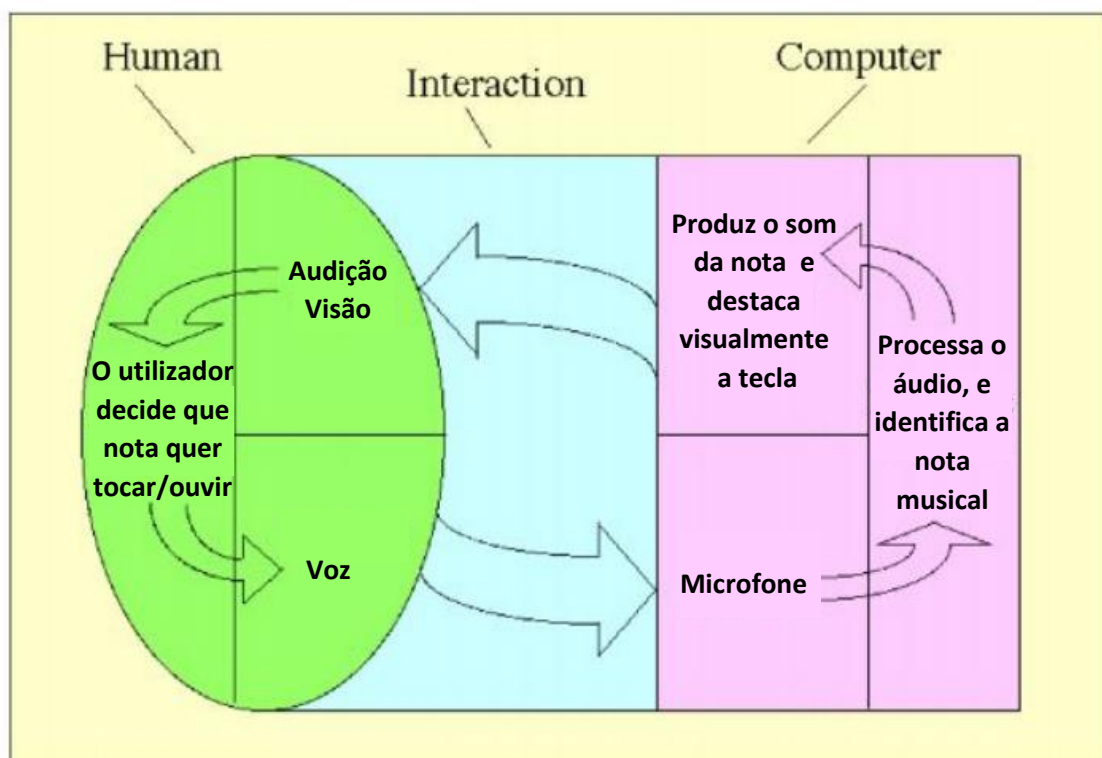 Human
Interaction
Computer
Audição
Visão
O utilizador
decide que
nota quer
tocar/ouvir
Voz
Produz o som
da nota e
destaca
visualmente
a tecla
Processa o
áudio, e
identifica a
nota
musical
Microfone